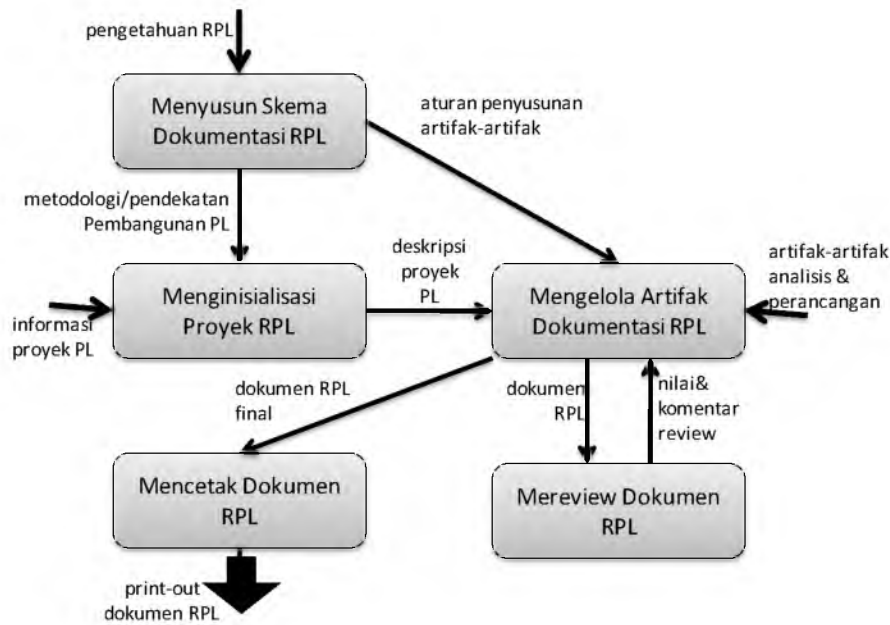 pengetahuan RPL
Menyusun Skema
Dokumentasi RPL
aturan penyusunan
artifak-artifak
metodologi/pendekatan
Pembangunan PL
deskripsi
proyek
PL
artifak-artifak
analisis &
perancangan
Menginisialisasi
Proyek RPL
Mengelola Artifak
Dokumentasi RPL
informasi
proyek PL
dokumen RPL
final
dokumen
RPL
nilai&
komentar
review
Mencetak Dokumen
RPL
Mereview Dokumen
RPL
print-out
dokumen RPL